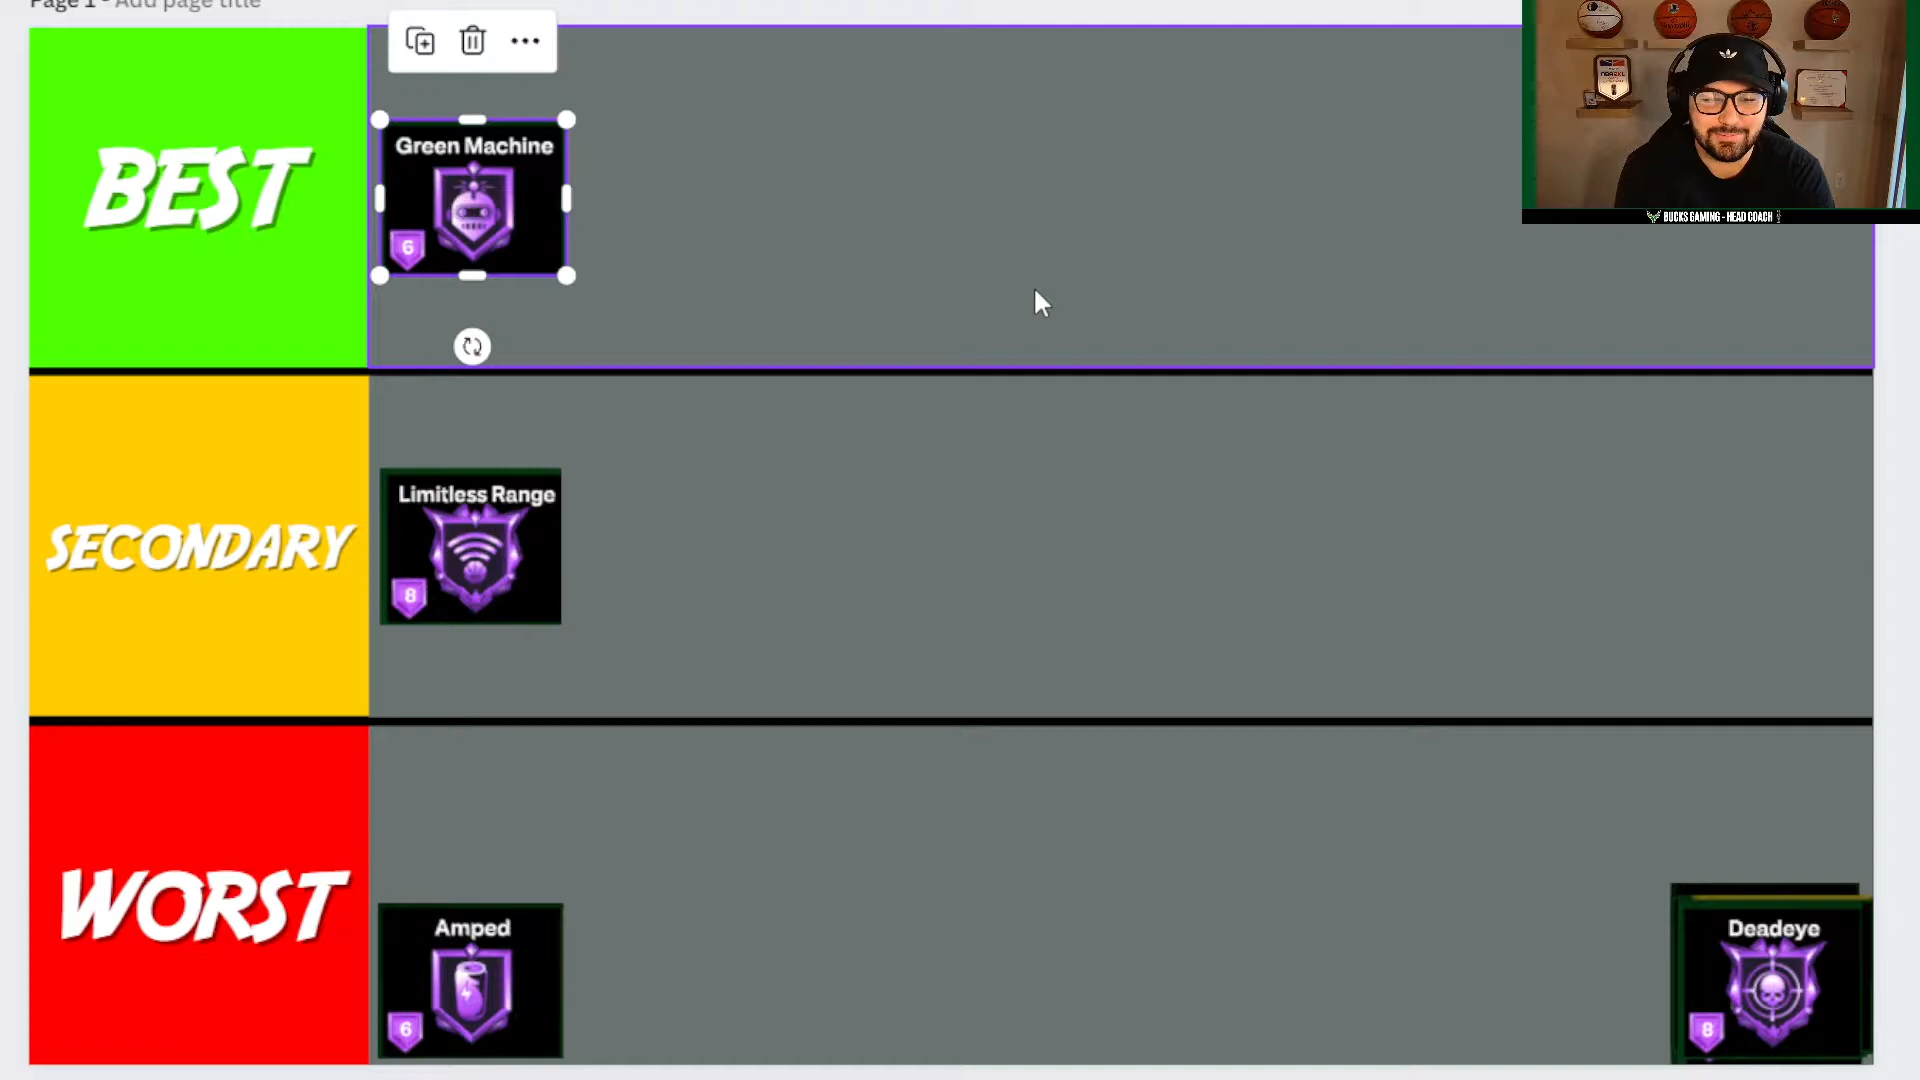 Page 1 - Add page title
BEST
Green Machine
6
BUCKS GAMING - HEAD COACH
SECONDARY
Limitless Range
8
WORST
Amped
6
Deadeye
8